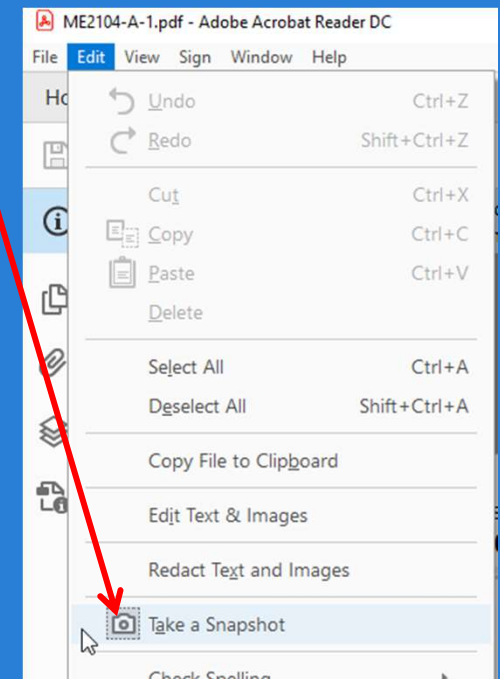 ME2104-A-1.pdf - Adobe Acrobat Reader DC
File Edit View Sign Window Help
Undo Ctrl+Z
Redo Shift+Ctrl+Z
Cut Ctrl+X
Copy Ctrl+C
Paste Ctrl+V
Delete
Select All Ctrl+A
Deselect All Shift+Ctrl+A
Copy File to Clipboard
Edit Text & Images
Redact Text and Images
Take a Snapshot
Check Spelling